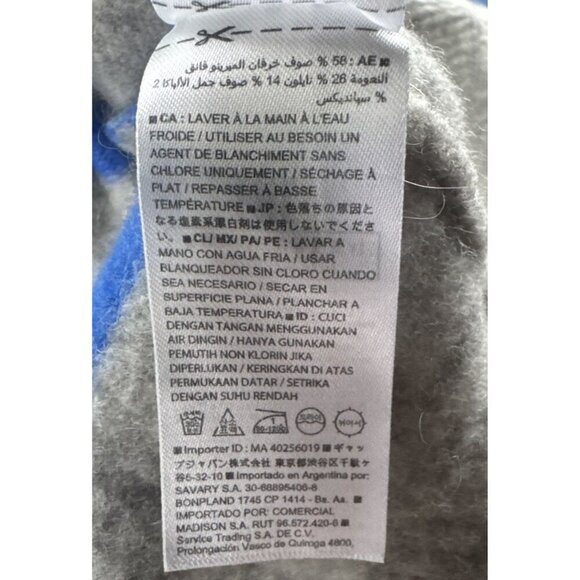 ■ AE : 58 % صوف خرفان الميرينو فائق
النعومة 26 % نايلون 14 % صوف جمل الألباكا 2
% سبانديكس
■ CA : LAVER À LA MAIN À L'EAU
FROIDE / UTILISER AU BESOIN UN
AGENT DE BLANCHIMENT SANS
CHLORE UNIQUEMENT / SÉCHAGE À
PLAT / REPASSER À BASSE
TEMPÉRATURE ■ JP : 色落ちの原因と
なる塩素系漂白剤は使用しないでくださ
い。 ■ CL/ MX/ PA/ PE : LAVAR A
MANO CON AGUA FRIA / USAR
BLANQUEADOR SIN CLORO CUANDO
SEA NECESARIO / SECAR EN
SUPERFICIE PLANA / PLANCHAR A
BAJA TEMPERATURA ■ ID : CUCI
DENGAN TANGAN MENGGUNAKAN
AIR DINGIN / HANYA GUNAKAN
PEMUTIH NON KLORIN JIKA
DIPERLUKAN / KERINGKAN DI ATAS
PERMUKAAN DATAR / SETRIKA
DENGAN SUHU RENDAH
■ Importer ID : MA 40256019 ■ ギャッ
プジャパン株式会社 東京都渋谷区千駄ヶ
谷5-32-10 ■ Importado en Argentina por:
SAVARY S.A. 30-68895406-8
BONPLAND 1745 CP 1414 - Bs. As. ■
IMPORTADO POR: COMERCIAL
MADISON S.A. RUT 96.572.420-6 ■
Service Trading S.A. DE C.V.
Prolongación Vasco de Quiroga 4800,